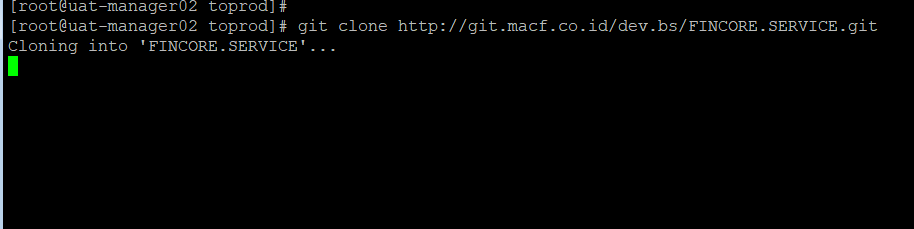 [root@uat-manager02 toprod]#
[root@uat-manager02 toprod]# git clone http://git.macf.co.id/dev.bs/FINCORE.SERVICE.git
Cloning into 'FINCORE.SERVICE'...